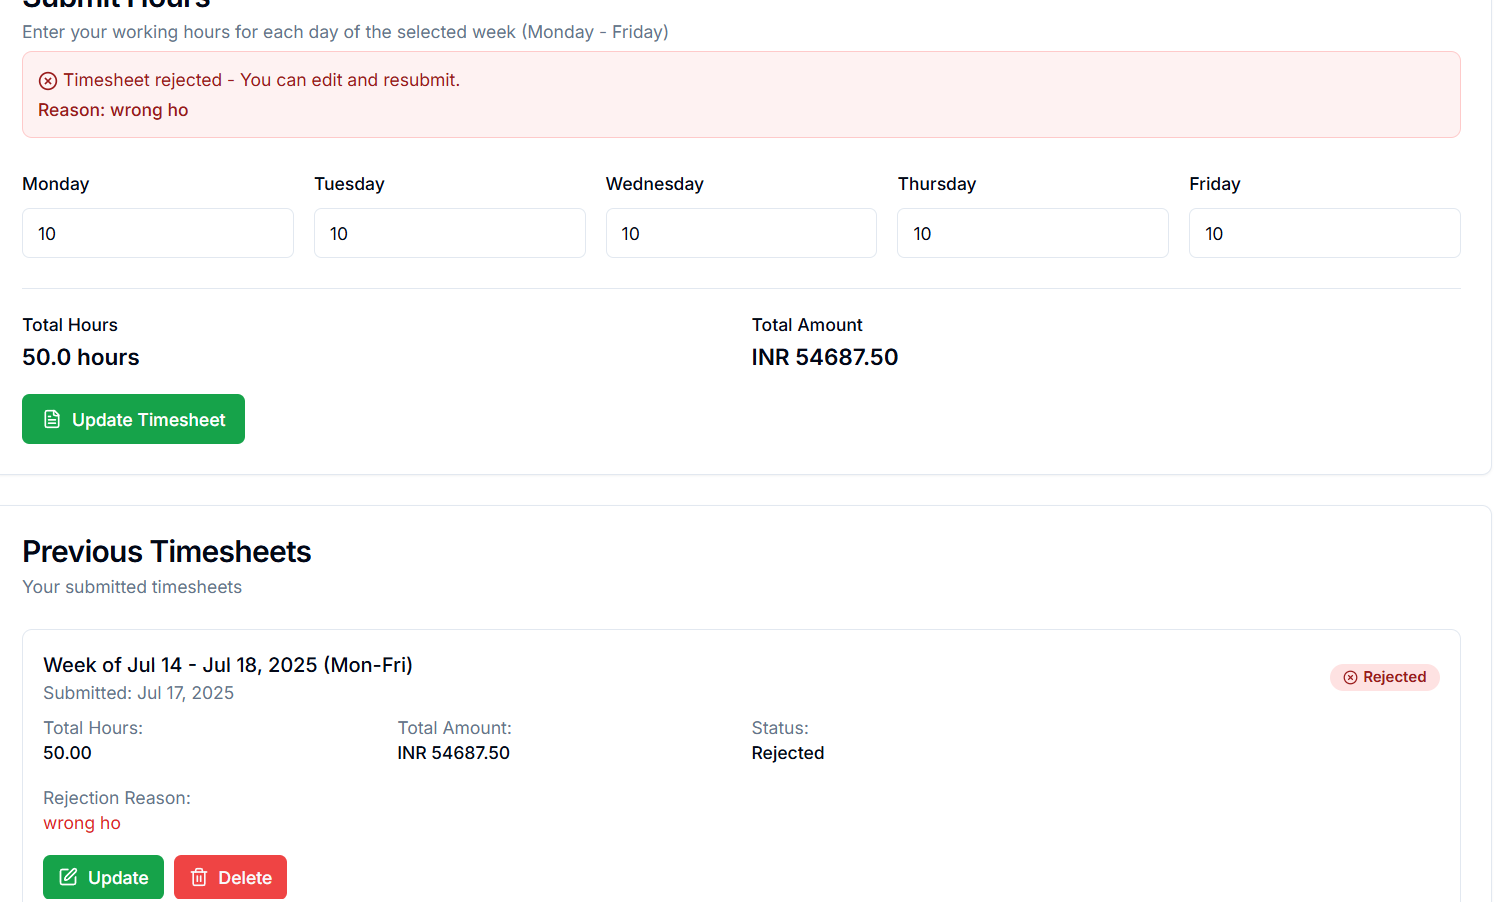 Submit Hours
Enter your working hours for each day of the selected week (Monday - Friday)
Timesheet rejected - You can edit and resubmit.
Reason: wrong ho
Monday Tuesday Wednesday Thursday Friday
10 10 10 10 10
Total Hours Total Amount
50.0 hours INR 54687.50
Update Timesheet
Previous Timesheets
Your submitted timesheets
Week of Jul 14 - Jul 18, 2025 (Mon-Fri)
Rejected
Submitted: Jul 17, 2025
Total Hours: Total Amount: Status:
50.00 INR 54687.50 Rejected
Rejection Reason:
wrong ho
Update Delete